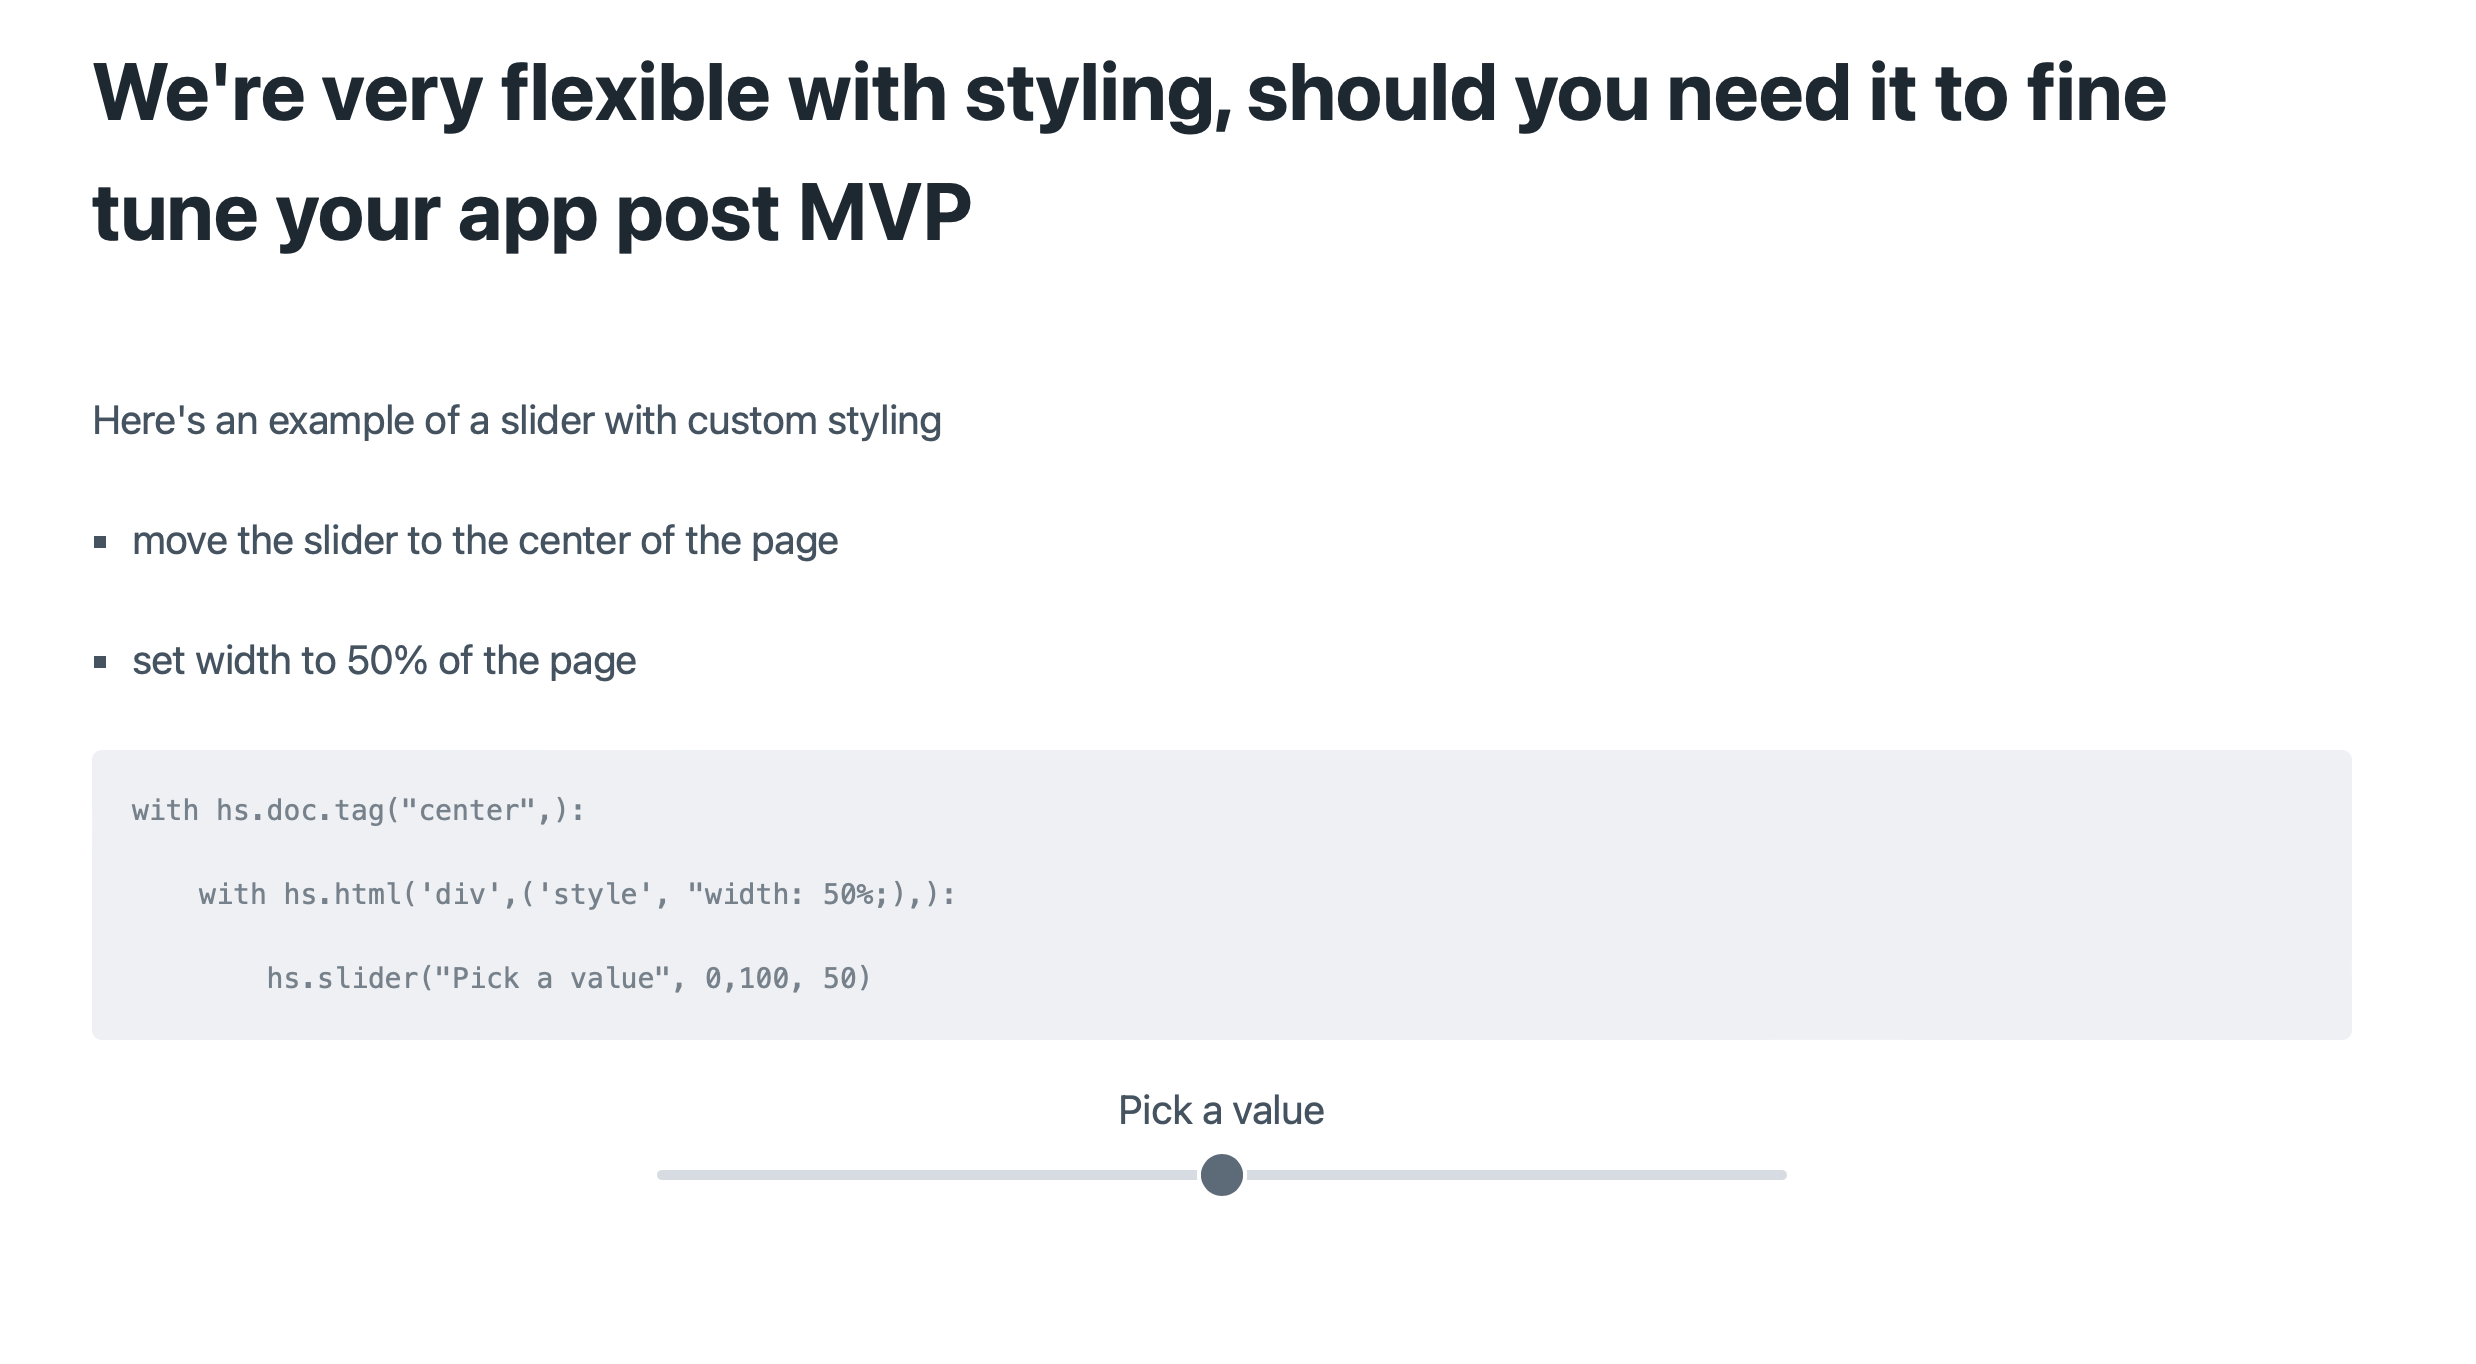 We're very flexible with styling, should you need it to fine
tune your app post MVP
Here's an example of a slider with custom styling
▪ move the slider to the center of the page
▪ set width to 50% of the page
with hs.doc.tag("center",):
    with hs.html('div',('style', "width: 50%;),):
        hs.slider("Pick a value", 0,100, 50)
Pick a value